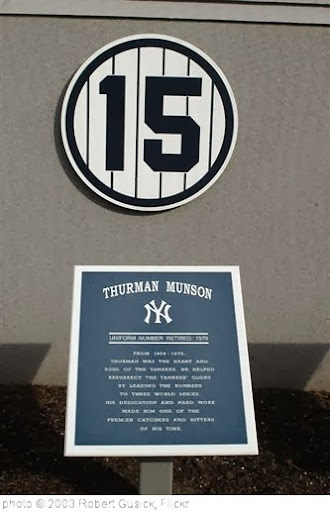 15
THURMAN MUNSON
NY
UNIFORM NUMBER RETIRED: 1979
FROM 1969 - 1979,
THURMAN WAS THE HEART AND
SOUL OF THE YANKEES. HE HELPED
RESURRECT THE YANKEES' GLORY
BY LEADING THE BOMBERS
TO THREE WORLD SERIES.
HIS DEDICATION AND HARD WORK
MADE HIM ONE OF THE
PREMIER CATCHERS AND HITTERS
OF HIS TIME.
photo © 2003 Robert Gusick, Flickr